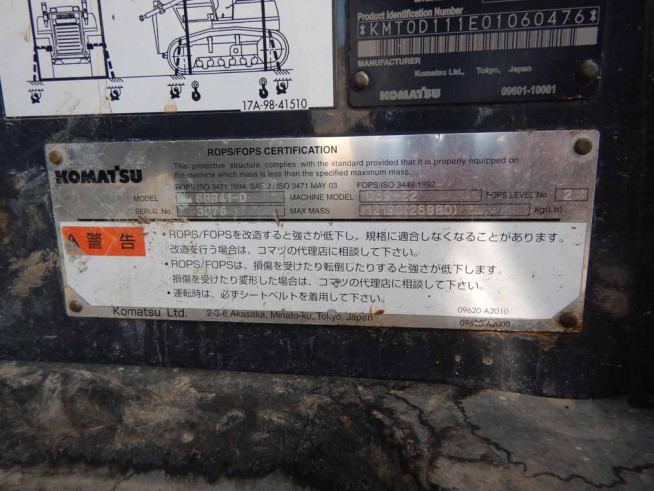 17A-98-41510
Product Identification Number
*KMT0D111E01060476*
MANUFACTURER
Komatsu Ltd., Tokyo, Japan
KOMATSU 09601-10001
ROPS/FOPS CERTIFICATION
KOMATSU
This protective structure complies with the standard provided that it is properly equipped on
the machine which mass is less than the specified maximum mass.
ROPS:ISO 3471:1994, SAE J/ISO 3471 MAY 03 FOPS:ISO 3449:1992
MODEL MACHINE MODEL FOPS LEVEL No 2
SERIAL No. MAX MASS kg(Lb)
警告
・ROPS/FOPSを改造すると強さが低下し、規格に適合しなくなることがあります。
改造を行う場合は、コマツの代理店に相談して下さい。
・ROPS/FOPSは、損傷を受けたり転倒じたりすると強さが低下します。
損傷を受けたり変形した場合は、コマツの代理店に相談して下さい。
・運転時は、必ずシートベルトを着用して下さい。
09620-A2010
Komatsu Ltd. 2-3-6 Akasaka, Minato-ku, Tokyo, Japan
09620-A2000